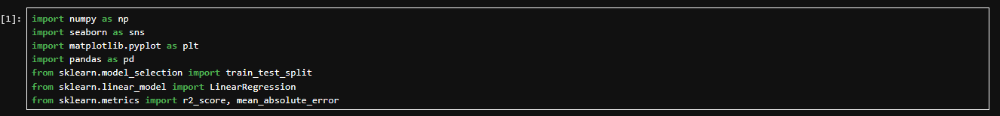 [1]: import numpy as np
import seaborn as sns
import matplotlib.pyplot as plt
import pandas as pd
from sklearn.model_selection import train_test_split
from sklearn.linear_model import LinearRegression
from sklearn.metrics import r2_score, mean_absolute_error